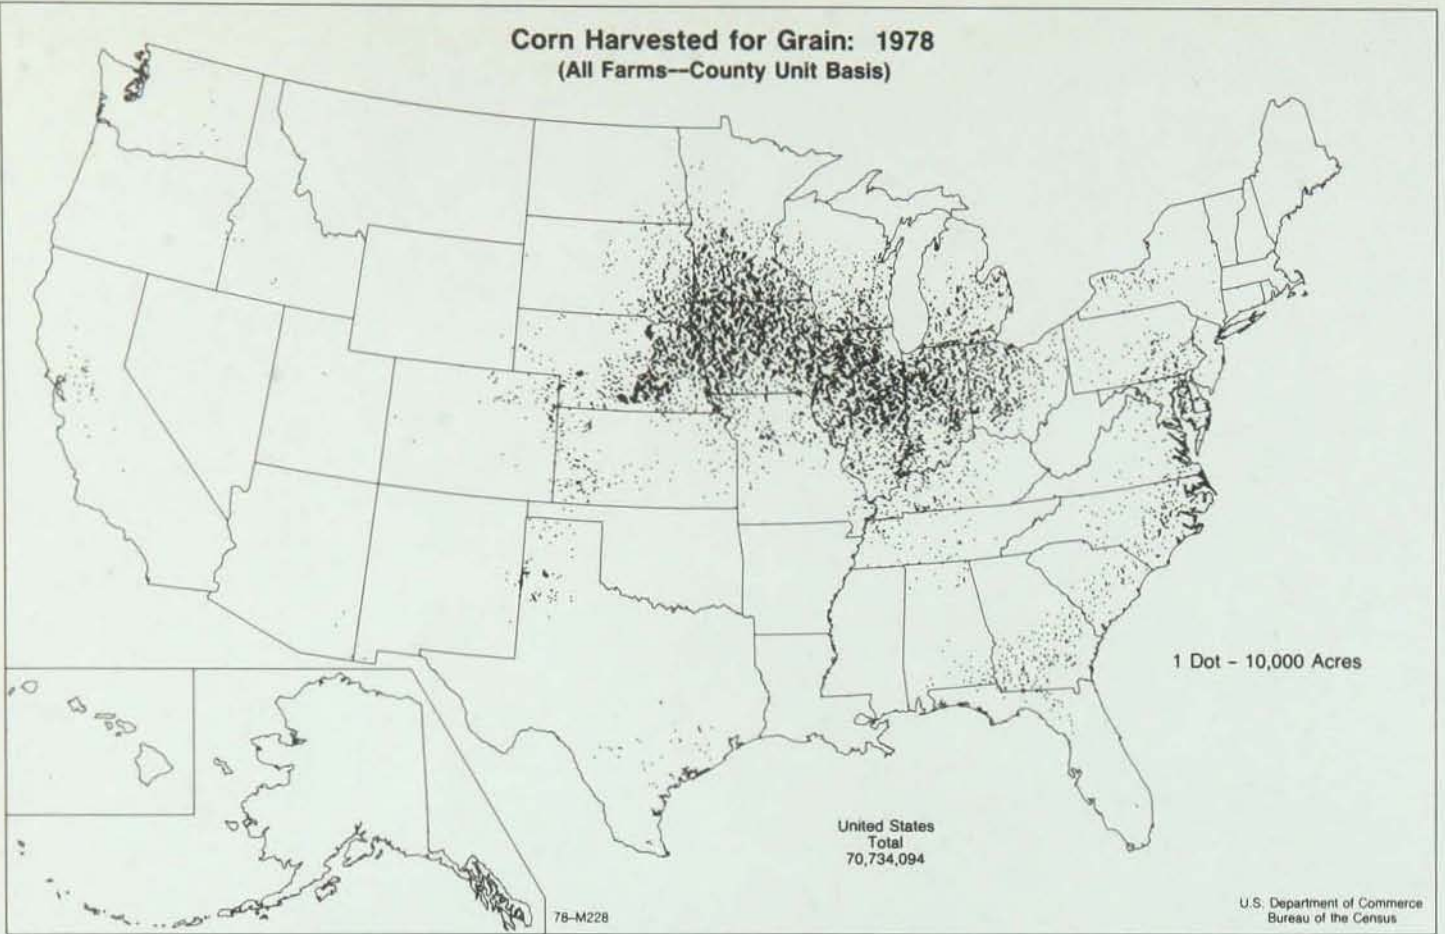 Corn Harvested for Grain: 1978
(All Farms--County Unit Basis)
1 Dot - 10,000 Acres
United States
Total
70,734,094
78-M228
U.S. Department of Commerce
Bureau of the Census